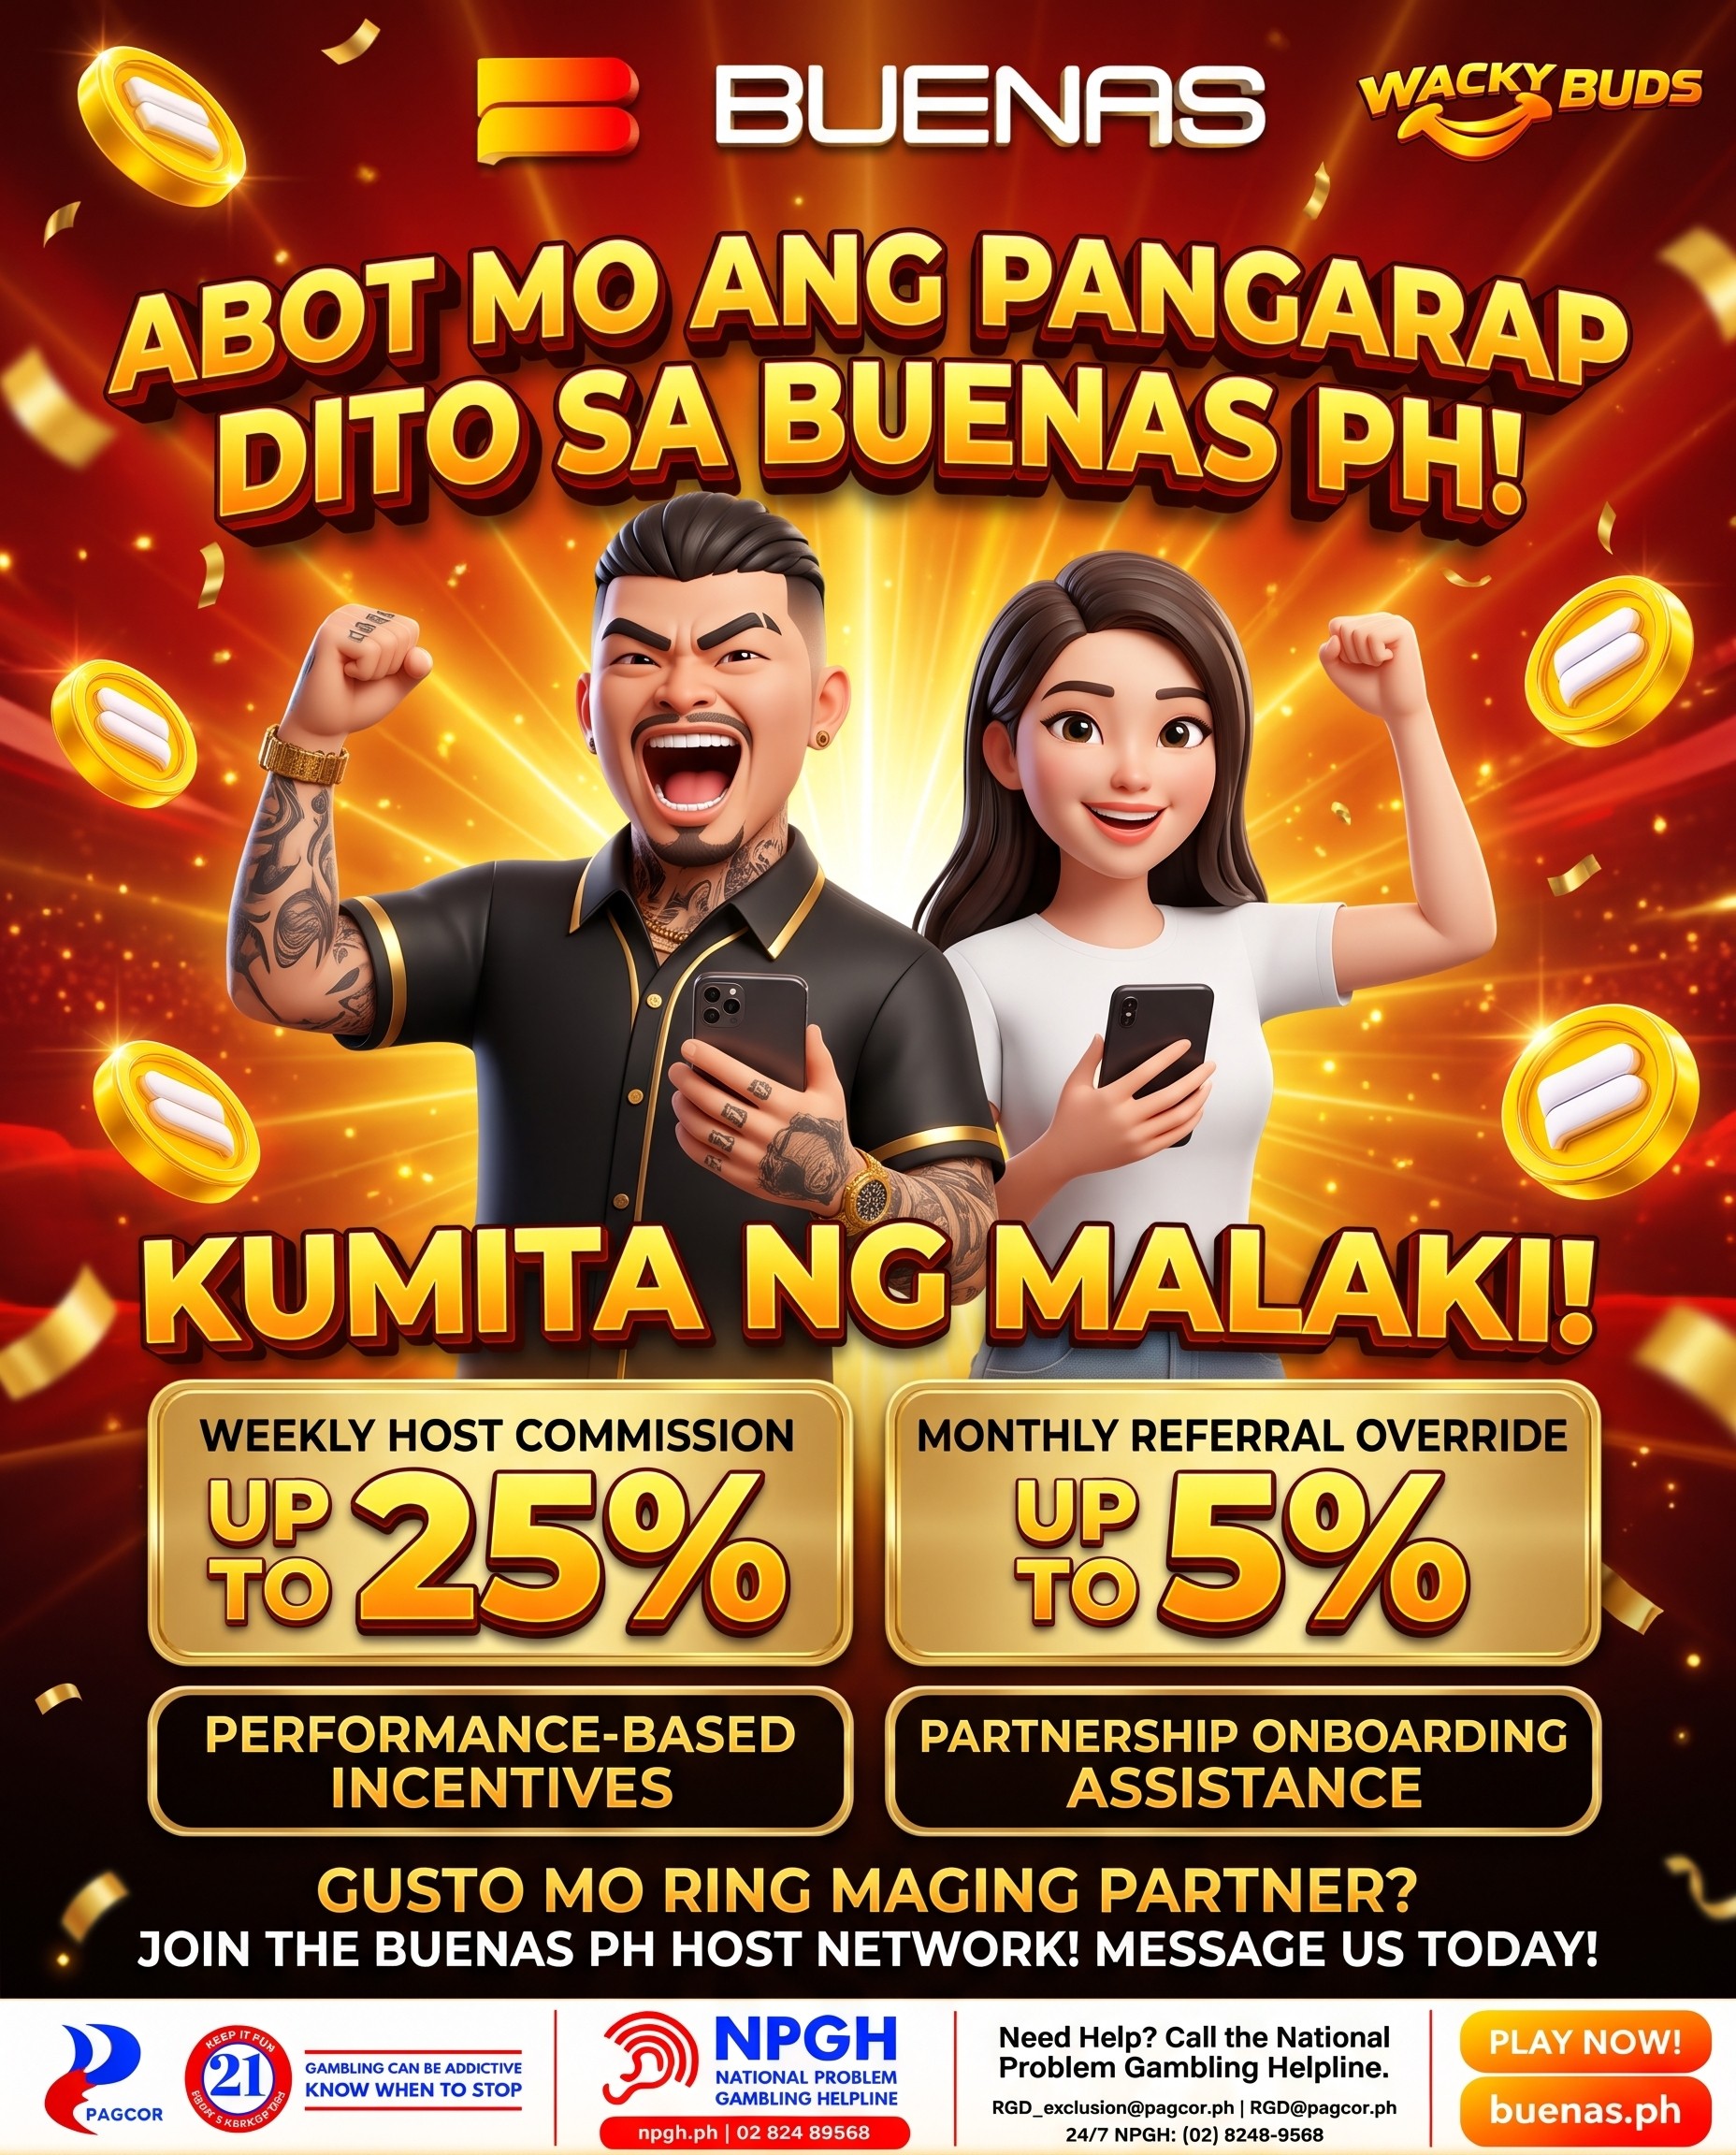 BUENAS
WACKY BUDS
ABOT MO ANG PANGARAP
DITO SA BUENAS PH!
KUMITA NG MALAKI!
WEEKLY HOST COMMISSION
UP TO 25%
MONTHLY REFERRAL OVERRIDE
UP TO 5%
PERFORMANCE-BASED
INCENTIVES
PARTNERSHIP ONBOARDING
ASSISTANCE
GUSTO MO RING MAGING PARTNER?
JOIN THE BUENAS PH HOST NETWORK! MESSAGE US TODAY!
PAGCOR
KEEP IT FUN
21
GAMBLING CAN BE ADDICTIVE
KNOW WHEN TO STOP
NPGH
NATIONAL PROBLEM
GAMBLING HELPLINE
npgh.ph | 02 824 89568
Need Help? Call the National
Problem Gambling Helpline.
RGD_exclusion@pagcor.ph | RGD@pagcor.ph
24/7 NPGH: (02) 8248-9568
PLAY NOW!
buenas.ph